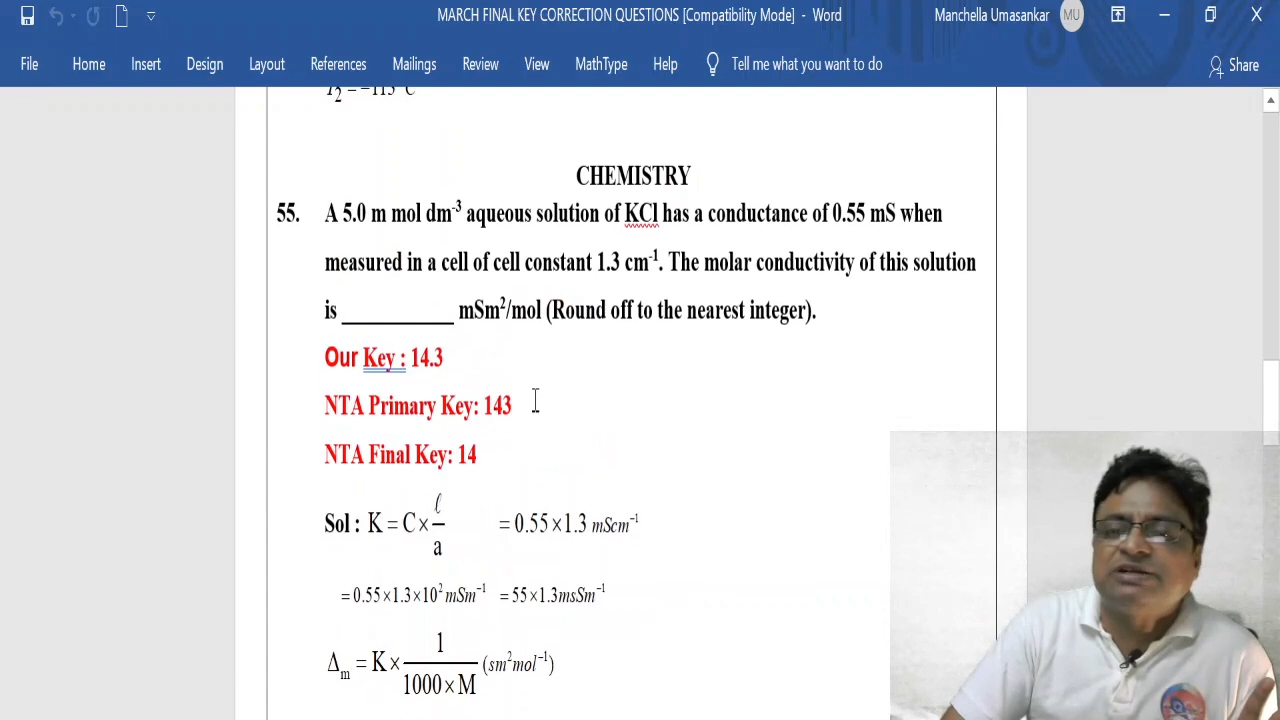 MARCH FINAL KEY CORRECTION QUESTIONS [Compatibility Mode] - Word
Manchella Umasankar
MU
File Home Insert Design Layout References Mailings Review View MathType Help Tell me what you want to do
Share
CHEMISTRY
55. A 5.0 m mol dm⁻³ aqueous solution of KCl has a conductance of 0.55 mS when
measured in a cell of cell constant 1.3 cm⁻¹. The molar conductivity of this solution
is __________ mSm²/mol (Round off to the nearest integer).
Our Key : 14.3
NTA Primary Key: 143
NTA Final Key: 14
Sol : K = C × ℓ/a = 0.55×1.3 mScm⁻¹
= 0.55×1.3×10² mSm⁻¹ = 55×1.3msSm⁻¹
Δₘ = K × 1/(1000 × M) (sm²mol⁻¹)